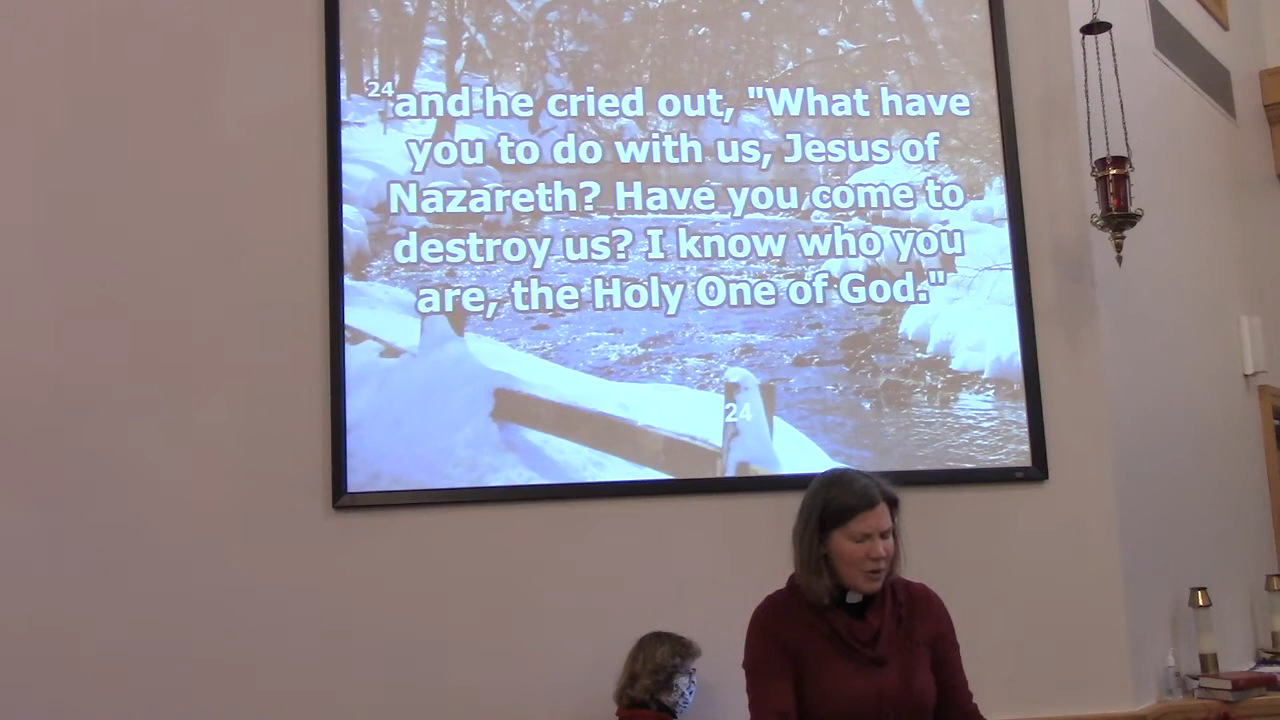 24and he cried out, "What have
you to do with us, Jesus of
Nazareth? Have you come to
destroy us? I know who you
are, the Holy One of God."
24